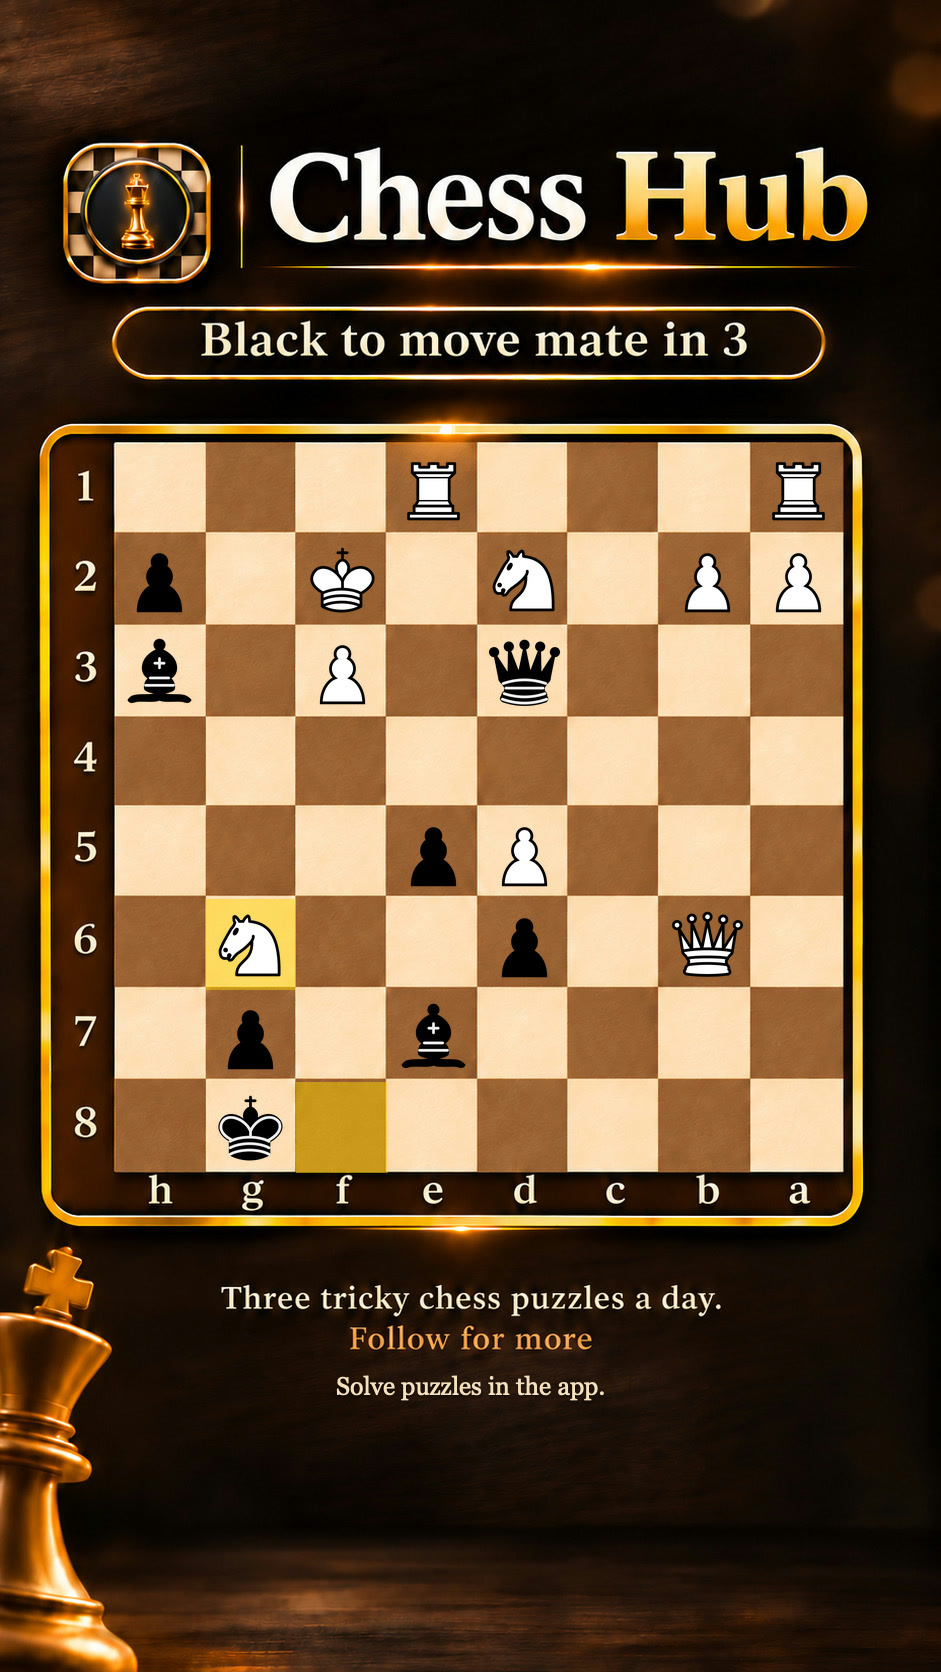 Chess Hub
Black to move mate in 3
1
2
3
4
5
6
7
8
h g f e d c b a
Three tricky chess puzzles a day.
Follow for more
Solve puzzles in the app.